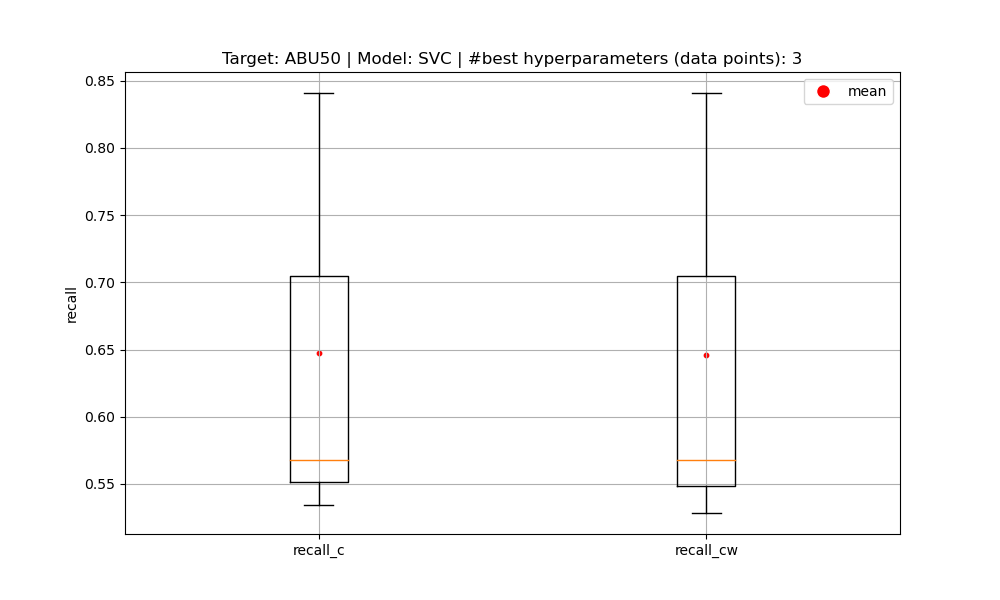 Target: ABU50 | Model: SVC | #best hyperparameters (data points): 3
mean
0.85
0.80
0.75
0.70
0.65
0.60
0.55
recall
recall_c
recall_cw